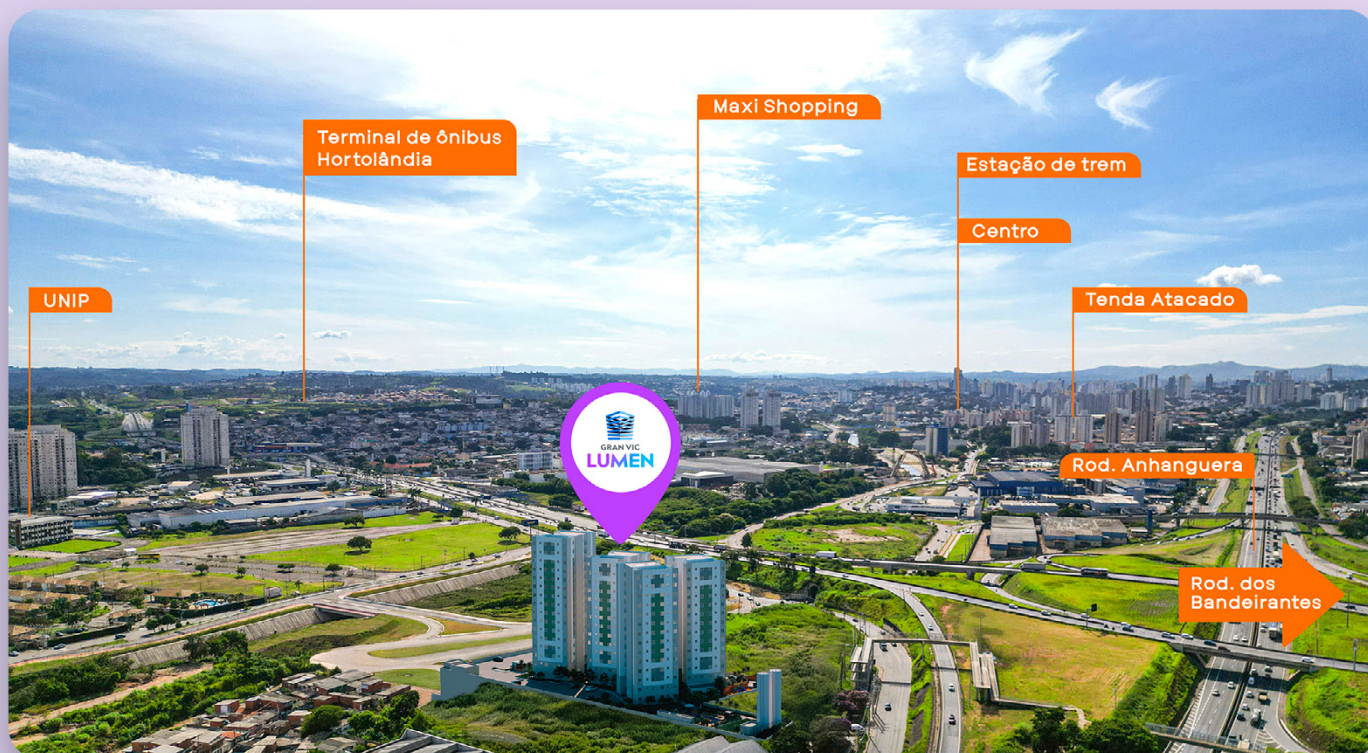 Maxi Shopping
Terminal de ônibus
Hortolândia
Estação de trem
Centro
UNIP
Tenda Atacado
GRAN VIC
LUMEN
Rod. Anhanguera
Rod. dos
Bandeirantes